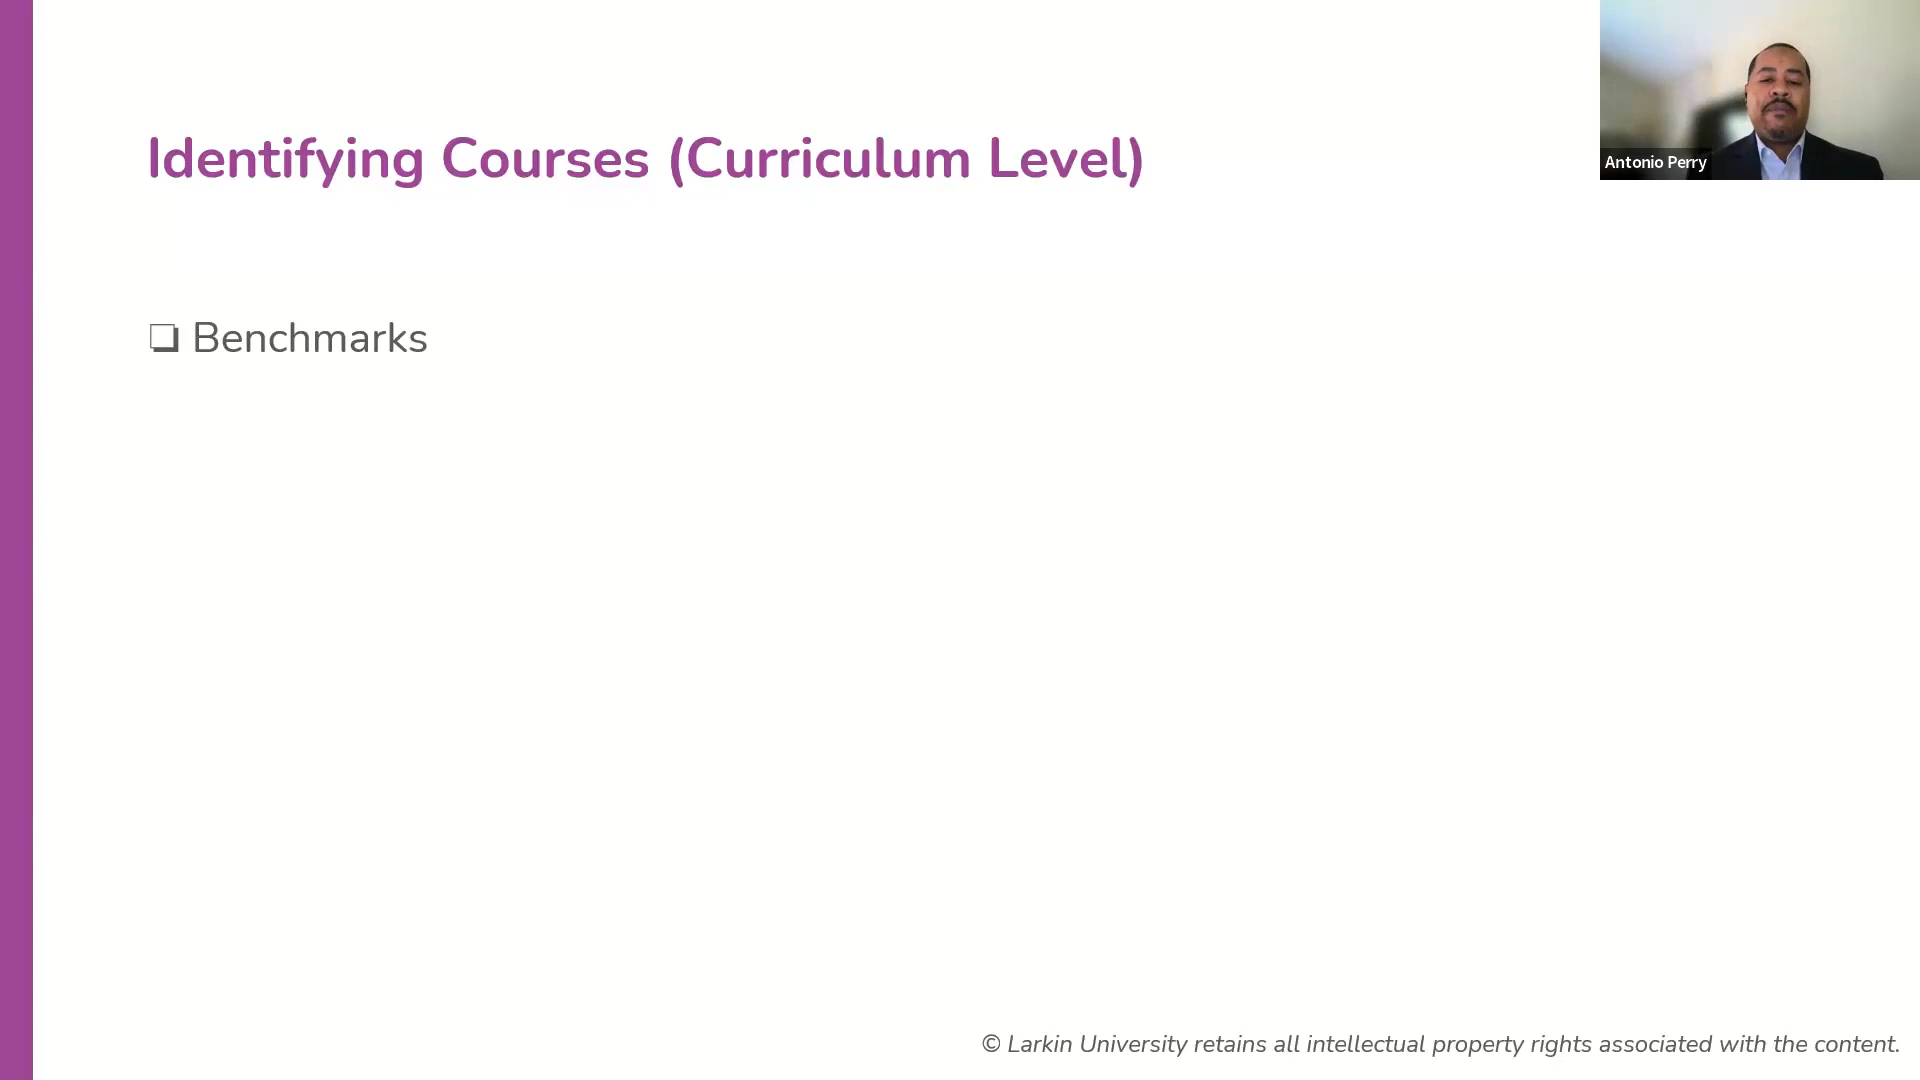 Identifying Courses (Curriculum Level)
Antonio Perry
❏ Benchmarks
© Larkin University retains all intellectual property rights associated with the content.